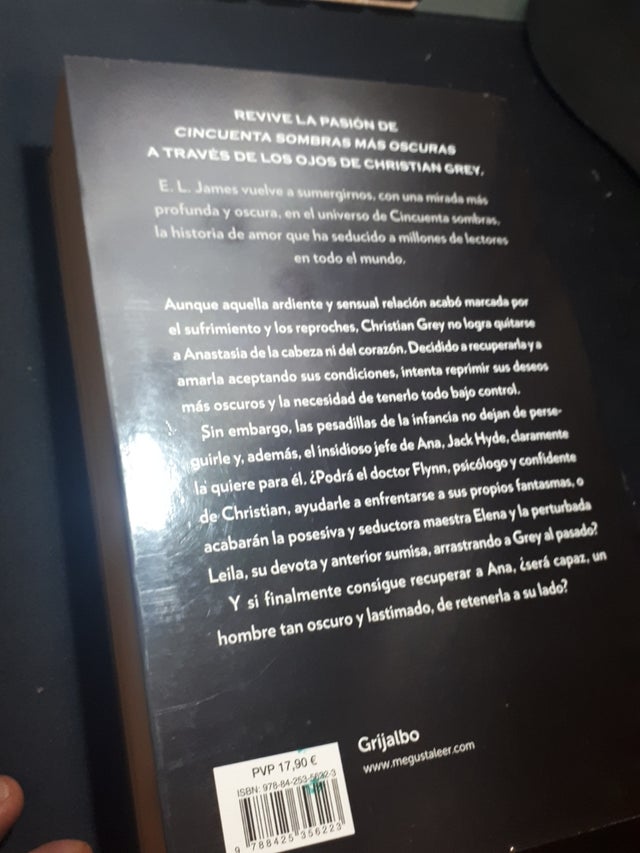 REVIVE LA PASIÓN DE
CINCUENTA SOMBRAS MÁS OSCURAS
A TRAVÉS DE LOS OJOS DE CHRISTIAN GREY.
E. L. James vuelve a sumergirnos, con una mirada más
profunda y oscura, en el universo de Cincuenta sombras,
la historia de amor que ha seducido a millones de lectores
en todo el mundo.
Aunque aquella ardiente y sensual relación acabó marcada por
el sufrimiento y los reproches, Christian Grey no logra quitarse
a Anastasia de la cabeza ni del corazón. Decidido a recuperarla y a
amarla aceptando sus condiciones, intenta reprimir sus deseos
más oscuros y la necesidad de tenerlo todo bajo control.
Sin embargo, las pesadillas de la infancia no dejan de perse-
guirle y, además, el insidioso jefe de Ana, Jack Hyde, claramente
la quiere para él. ¿Podrá el doctor Flynn, psicólogo y confidente
de Christian, ayudarle a enfrentarse a sus propios fantasmas, o
acabarán la posesiva y seductora maestra Elena y la perturbada
Leila, su devota y anterior sumisa, arrastrando a Grey al pasado?
Y si finalmente consigue recuperar a Ana, ¿será capaz, un
hombre tan oscuro y lastimado, de retenerla a su lado?
Grijalbo
www.megustaleer.com
PVP 17,90 €
ISBN: 978-84-253-5622-3
9 788425 356223